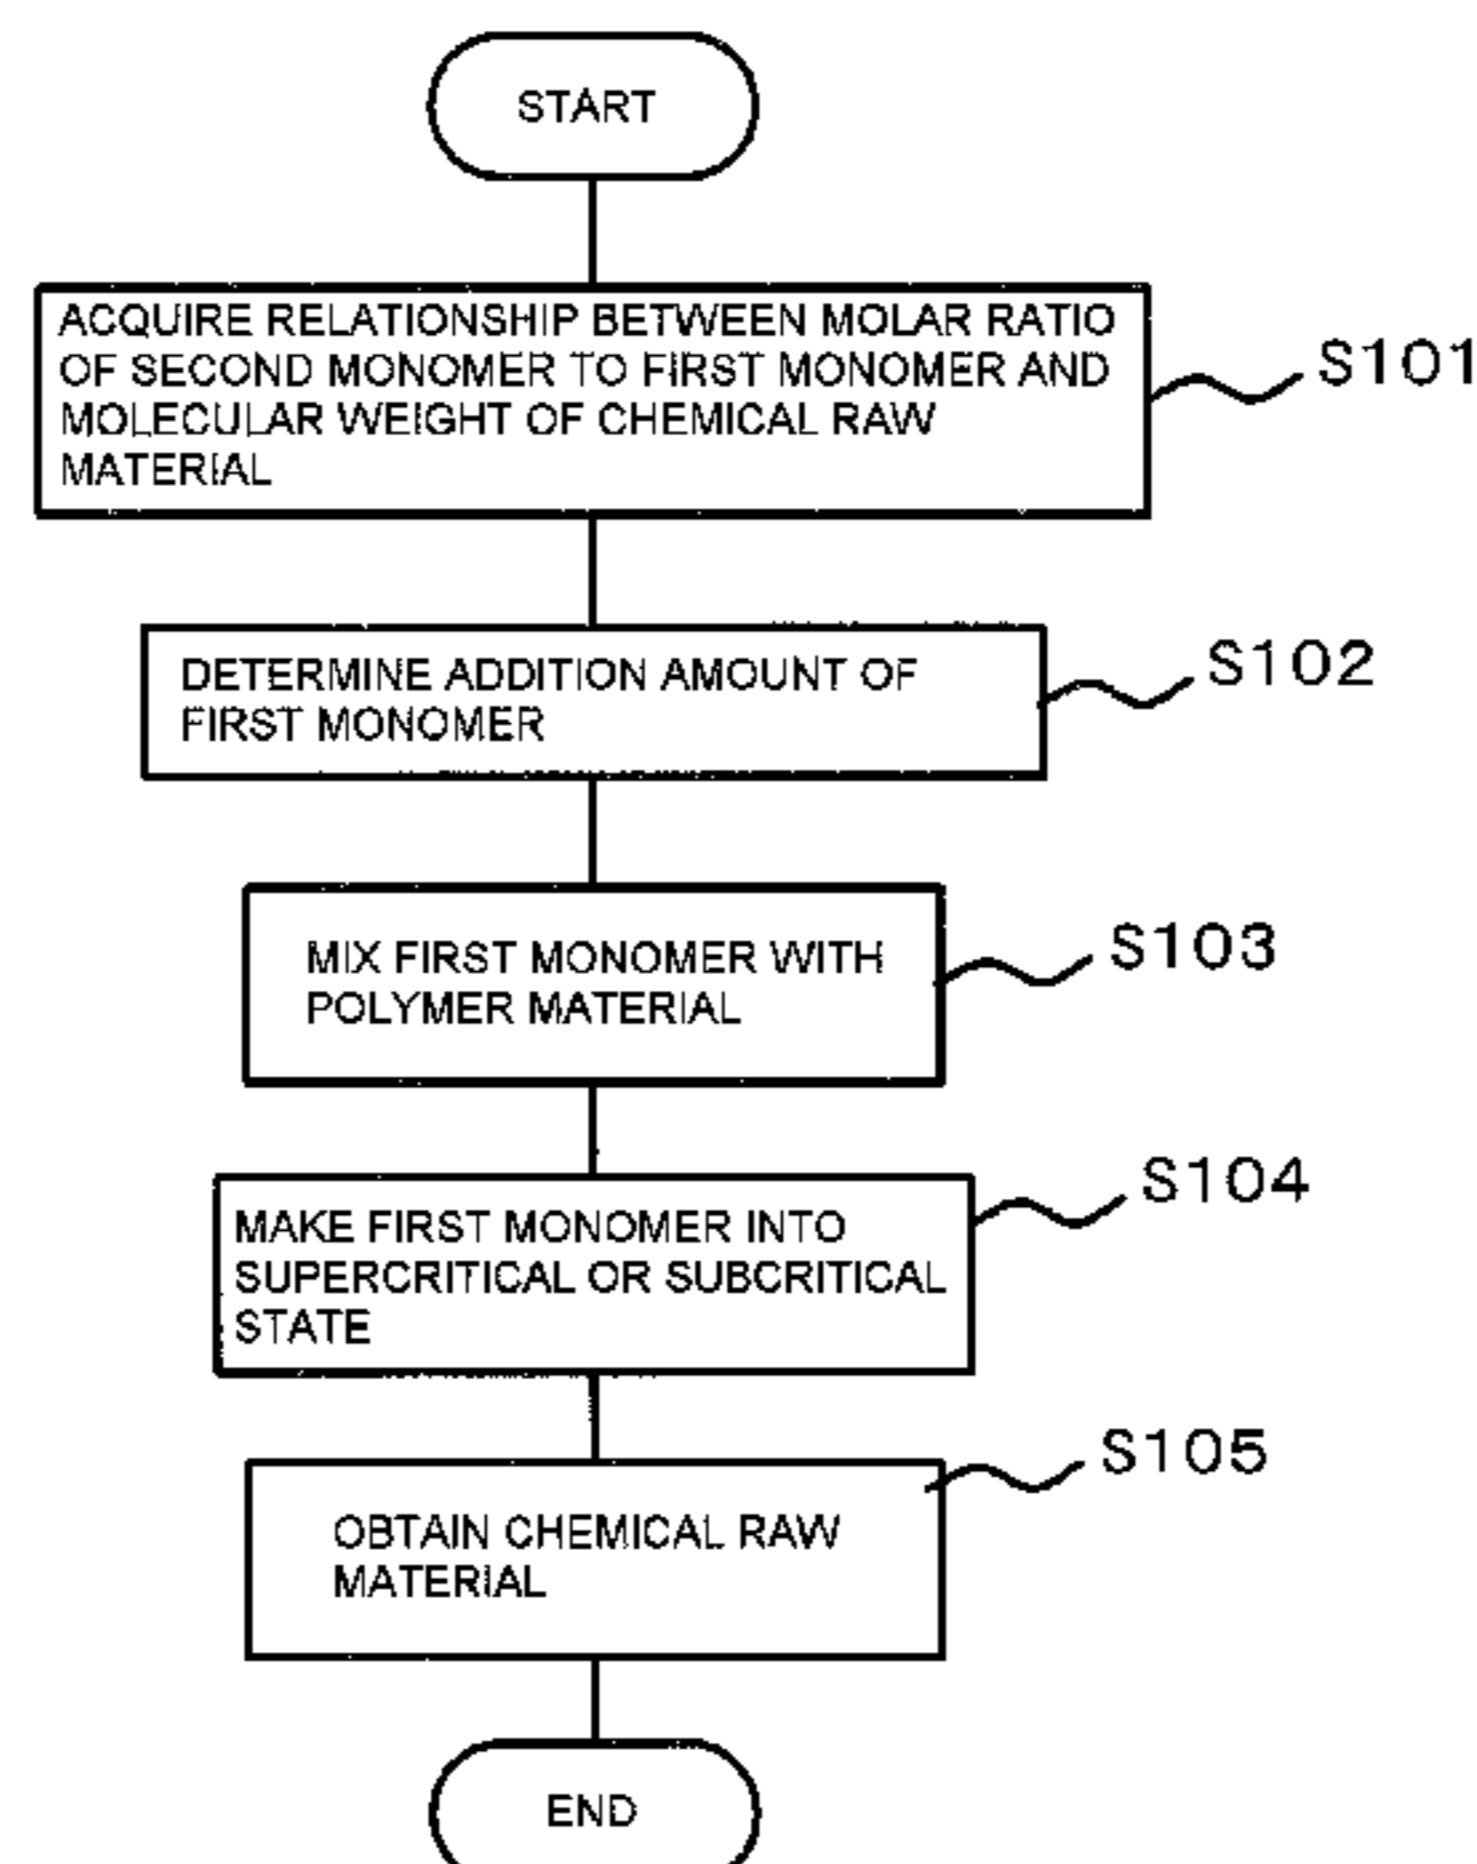 START
ACQUIRE RELATIONSHIP BETWEEN MOLAR RATIO
OF SECOND MONOMER TO FIRST MONOMER AND
MOLECULAR WEIGHT OF CHEMICAL RAW
MATERIAL
S101
DETERMINE ADDITION AMOUNT OF
FIRST MONOMER
S102
MIX FIRST MONOMER WITH
POLYMER MATERIAL
S103
MAKE FIRST MONOMER INTO
SUPERCRITICAL OR SUBCRITICAL
STATE
S104
OBTAIN CHEMICAL RAW
MATERIAL
S105
END